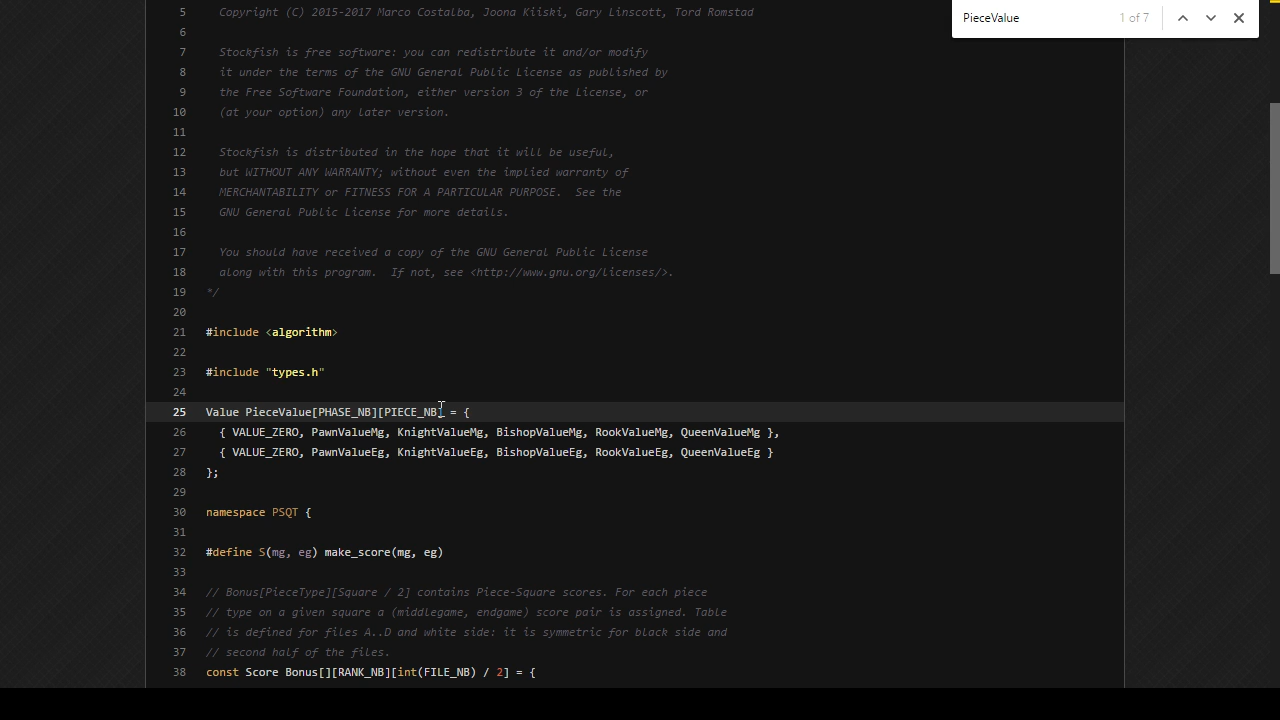 PieceValue 1 of 7
5 Copyright (C) 2015-2017 Marco Costalba, Joona Kiiski, Gary Linscott, Tord Romstad
6
7 Stockfish is free software: you can redistribute it and/or modify
8 it under the terms of the GNU General Public License as published by
9 the Free Software Foundation, either version 3 of the License, or
10 (at your option) any later version.
11
12 Stockfish is distributed in the hope that it will be useful,
13 but WITHOUT ANY WARRANTY; without even the implied warranty of
14 MERCHANTABILITY or FITNESS FOR A PARTICULAR PURPOSE.  See the
15 GNU General Public License for more details.
16
17 You should have received a copy of the GNU General Public License
18 along with this program.  If not, see <http://www.gnu.org/licenses/>.
19 */
20
21 #include <algorithm>
22
23 #include "types.h"
24
25 Value PieceValue[PHASE_NB][PIECE_NB] = {
26 { VALUE_ZERO, PawnValueMg, KnightValueMg, BishopValueMg, RookValueMg, QueenValueMg },
27 { VALUE_ZERO, PawnValueEg, KnightValueEg, BishopValueEg, RookValueEg, QueenValueEg }
28 };
29
30 namespace PSQT {
31
32 #define S(mg, eg) make_score(mg, eg)
33
34 // Bonus[PieceType][Square / 2] contains Piece-Square scores. For each piece
35 // type on a given square a (middlegame, endgame) score pair is assigned. Table
36 // is defined for files A..D and white side: it is symmetric for black side and
37 // second half of the files.
38 const Score Bonus[][RANK_NB][int(FILE_NB) / 2] = {